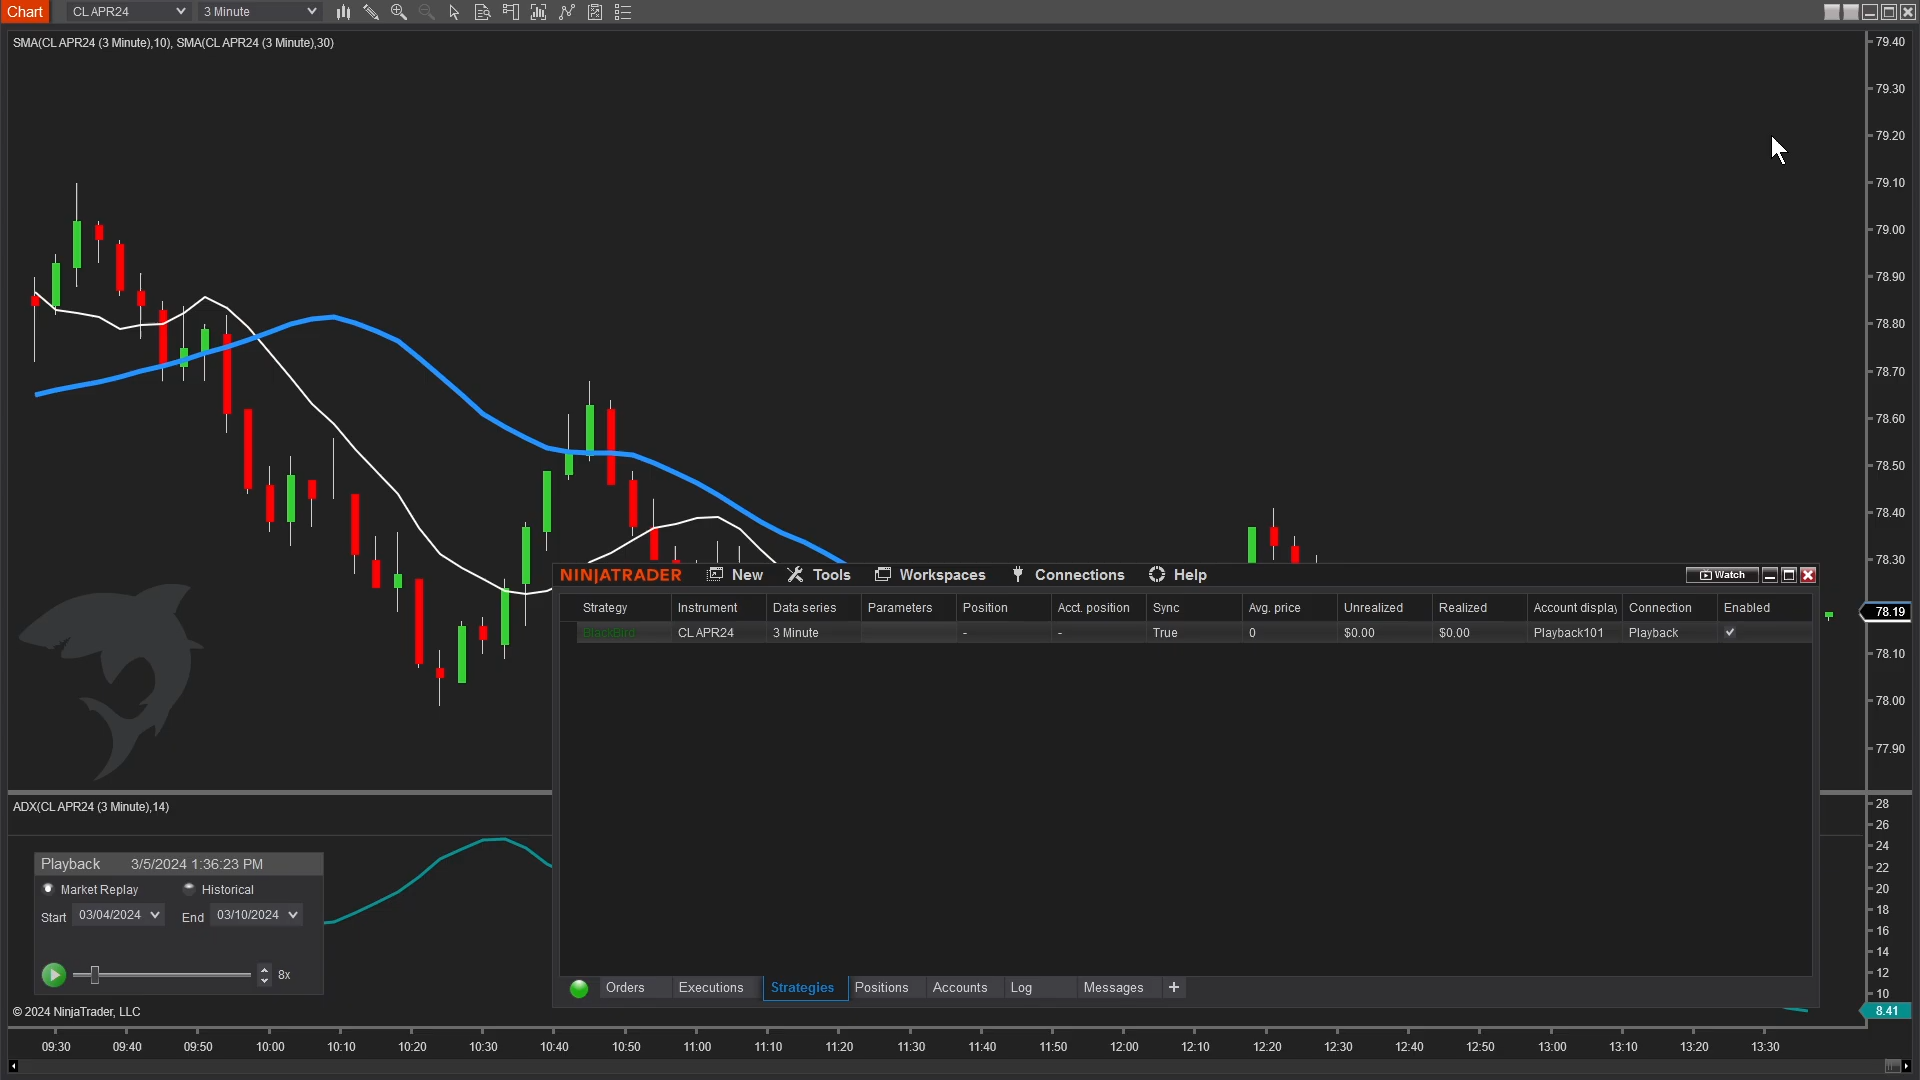 Chart CL APR24 3 Minute
SMA(CL APR24 (3 Minute),10), SMA(CL APR24 (3 Minute),30)
79.40
79.30
79.20
79.10
79.00
78.90
78.80
78.70
78.60
78.50
78.40
78.30
78.19
78.10
78.00
77.90
NINJATRADER New Tools Workspaces Connections Help Watch
Strategy Instrument Data series Parameters Position Acct. position Sync Avg. price Unrealized Realized Account display Connection Enabled
BlackBird CL APR24 3 Minute - - True 0 $0.00 $0.00 Playback101 Playback
Orders Executions Strategies Positions Accounts Log Messages +
ADX(CL APR24 (3 Minute),14)
28
26
24
22
20
18
16
14
12
10
8.41
Playback 3/5/2024 1:36:23 PM
Market Replay Historical
Start 03/04/2024 End 03/10/2024
8x
© 2024 NinjaTrader, LLC
09:30 09:40 09:50 10:00 10:10 10:20 10:30 10:40 10:50 11:00 11:10 11:20 11:30 11:40 11:50 12:00 12:10 12:20 12:30 12:40 12:50 13:00 13:10 13:20 13:30